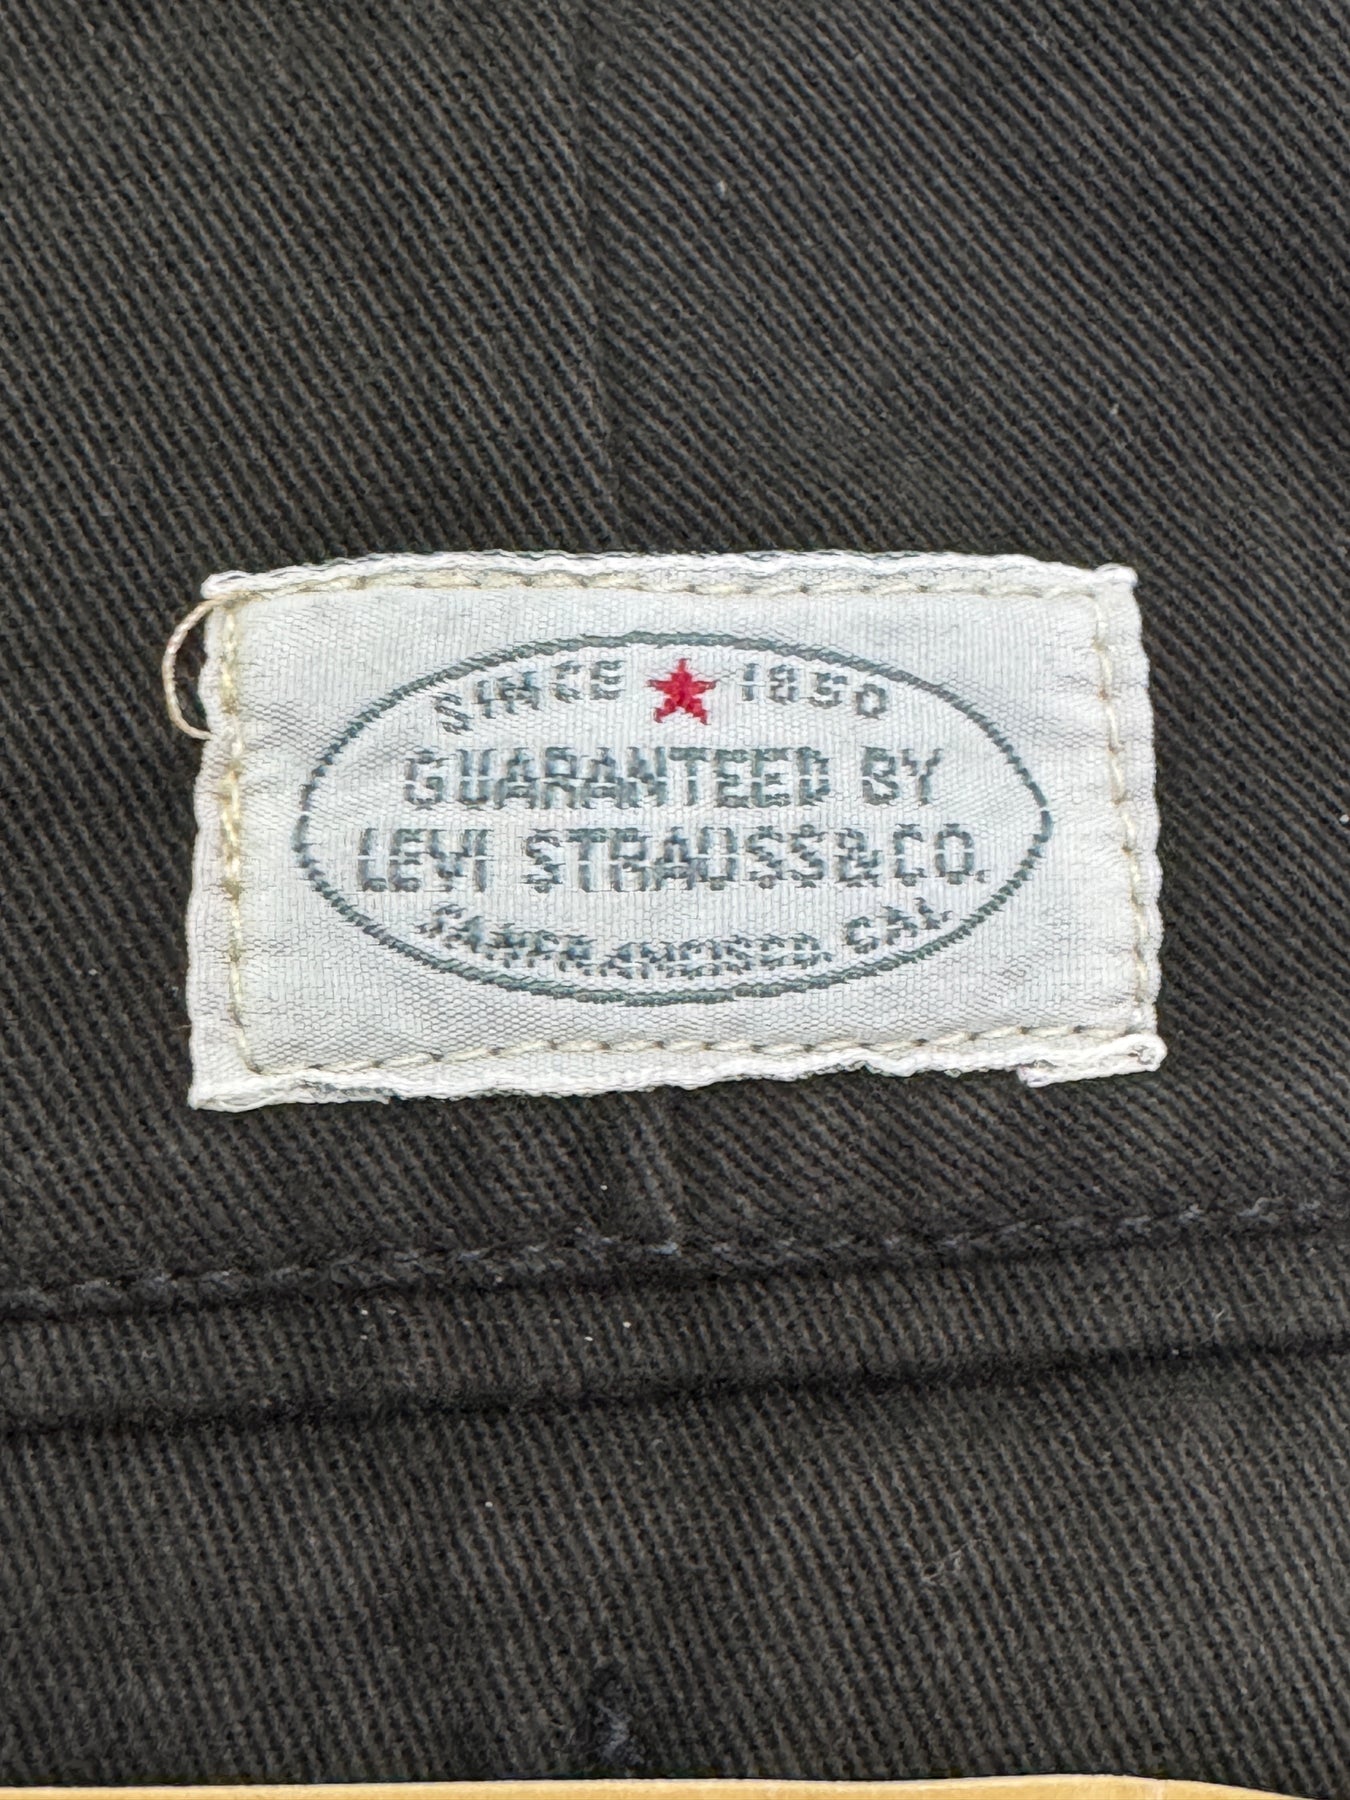 SINCE ★ 1850
GUARANTEED BY
LEVI STRAUSS & CO.
SAN FRANCISCO. CAL.